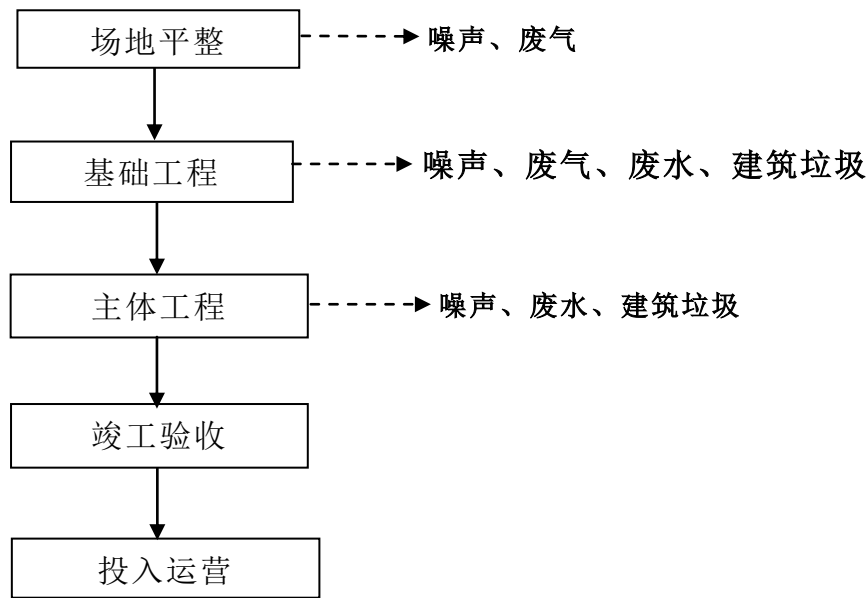 场地平整
噪声、废气
基础工程
噪声、废气、废水、建筑垃圾
主体工程
噪声、废水、建筑垃圾
竣工验收
投入运营